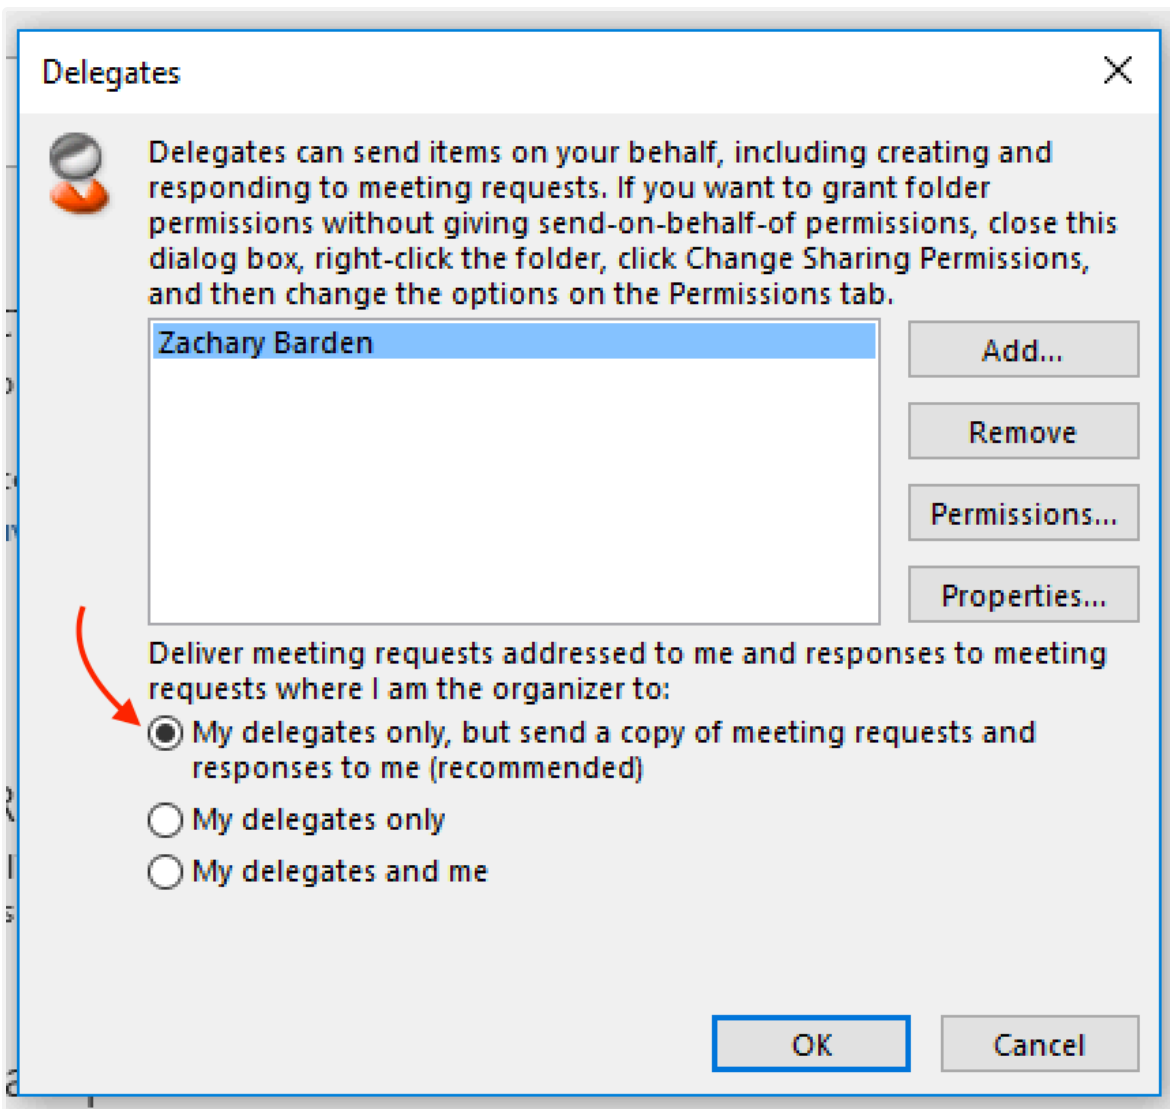 Delegates
Delegates can send items on your behalf, including creating and
responding to meeting requests. If you want to grant folder
permissions without giving send-on-behalf-of permissions, close this
dialog box, right-click the folder, click Change Sharing Permissions,
and then change the options on the Permissions tab.
Zachary Barden
Add...
Remove
Permissions...
Properties...
Deliver meeting requests addressed to me and responses to meeting
requests where I am the organizer to:
My delegates only, but send a copy of meeting requests and
responses to me (recommended)
My delegates only
My delegates and me
OK
Cancel